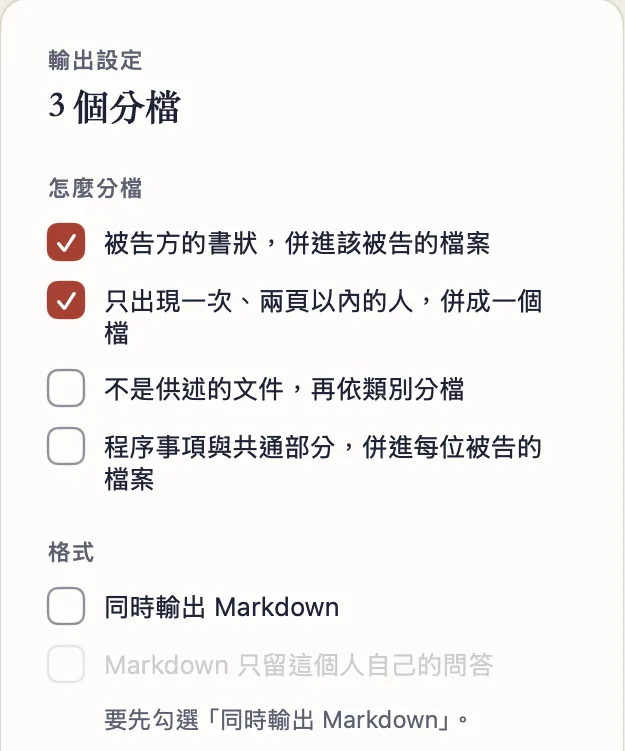 輸出設定
3 個分檔
怎麼分檔
被告方的書狀，併進該被告的檔案
只出現一次、兩頁以內的人，併成一個
檔
不是供述的文件，再依類別分檔
程序事項與共通部分，併進每位被告的
檔案
格式
同時輸出 Markdown
Markdown 只留這個人自己的問答
要先勾選「同時輸出 Markdown」。